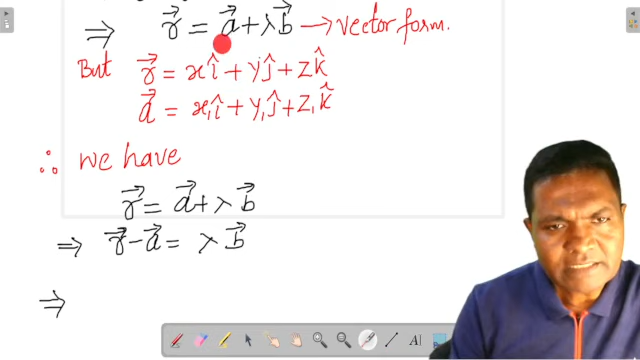 ⇒ r⃗ = a⃗ + λb⃗ → vector form.
But r⃗ = xî + yĵ + zk̂
a⃗ = x₁î + y₁ĵ + z₁k̂
∴ we have
r⃗ = a⃗ + λb⃗
⇒ r⃗ - a⃗ = λb⃗
⇒